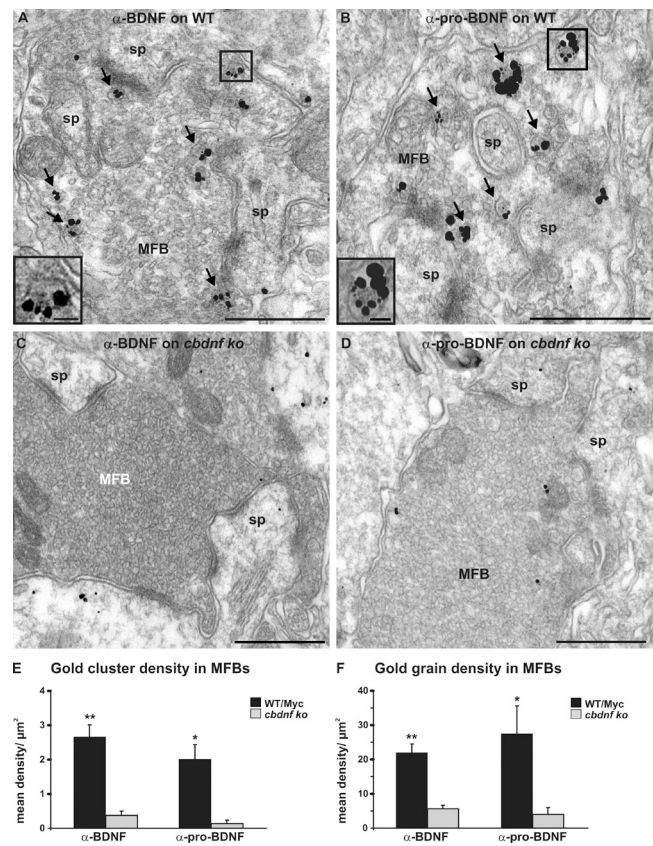 A α-BDNF on WT
sp
sp
sp
MFB
B α-pro-BDNF on WT
MFB
sp
sp
sp
C α-BDNF on cbdnf ko
sp
MFB
sp
D α-pro-BDNF on cbdnf ko
sp
sp
MFB
E Gold cluster density in MFBs
mean density/ µm²
4
3
2
1
0
**
*
WT/Myc
cbdnf ko
α-BDNF
α-pro-BDNF
F Gold grain density in MFBs
mean density/ µm²
40
30
20
10
0
**
*
WT/Myc
cbdnf ko
α-BDNF
α-pro-BDNF